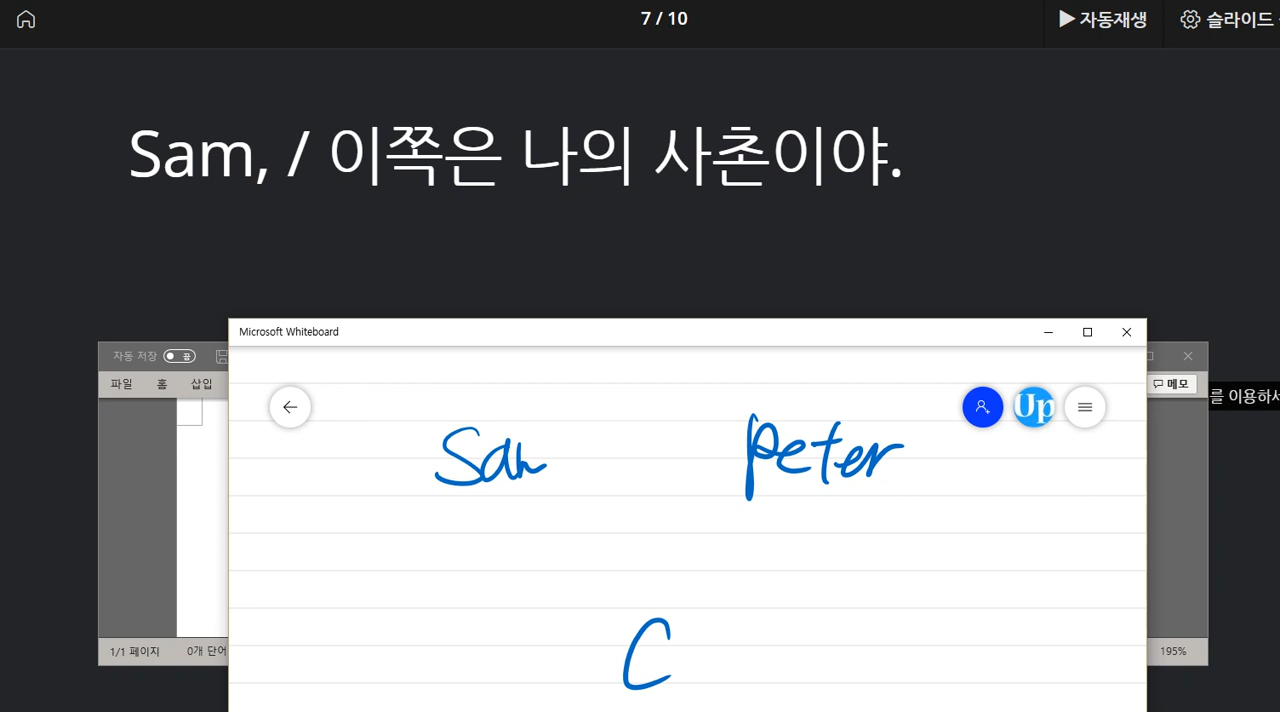 7 / 10
▶ 자동재생
슬라이드
Sam, / 이쪽은 나의 사촌이야.
Microsoft Whiteboard
자동 저장 끔
파일 홈 삽입
메모
를 이용하
Up
Sam Peter
C
1/1 페이지 0개 단어
195%